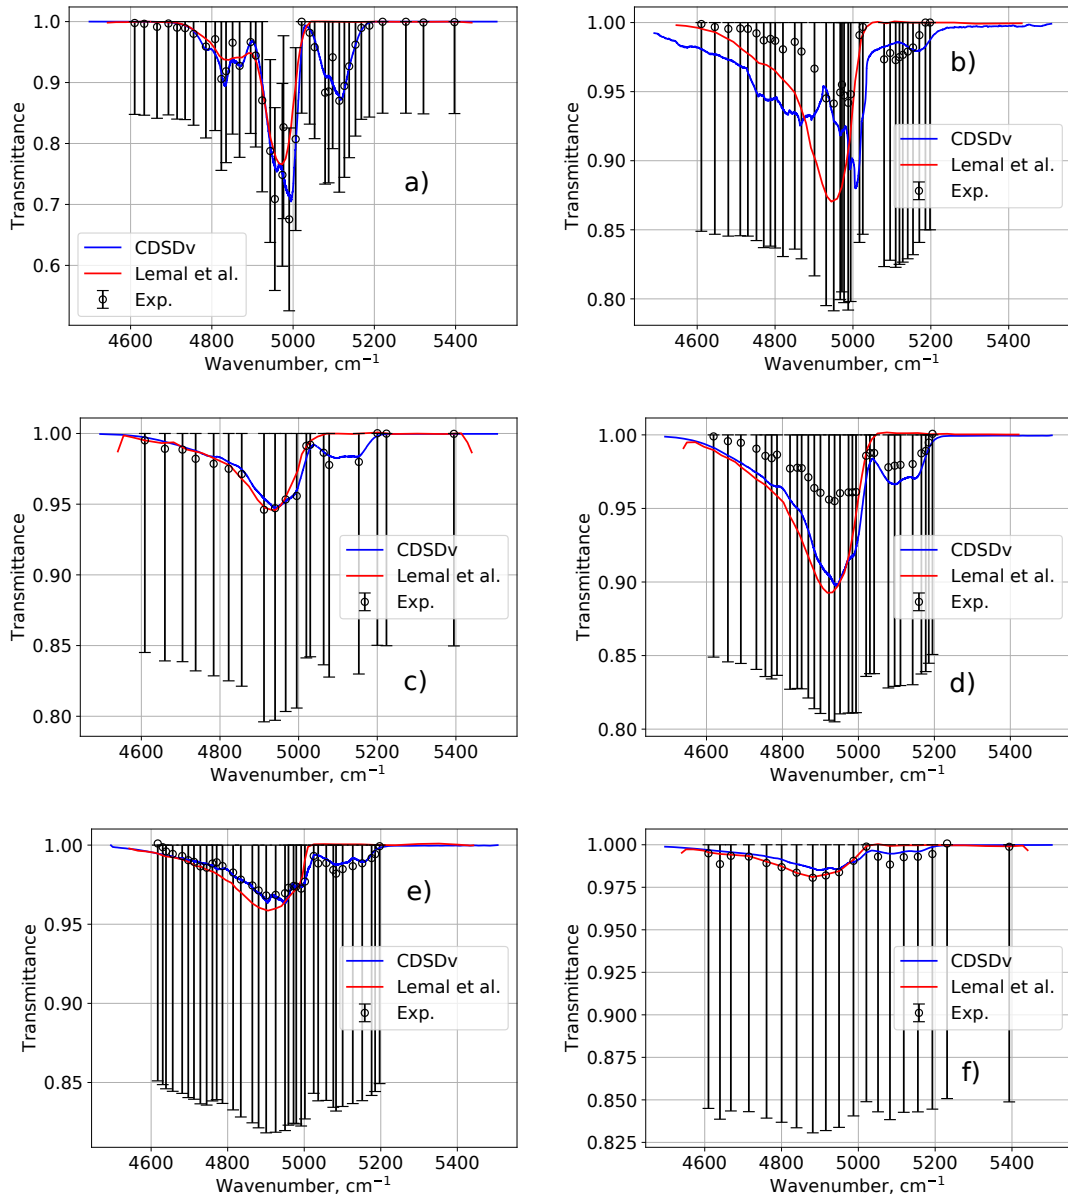 1.0
0.9
0.8
0.7
0.6
Transmittance
a)
CDSDv
Lemal et al.
Exp.
4600 4800 5000 5200 5400
Wavenumber, cm⁻¹
1.00
0.95
0.90
0.85
0.80
Transmittance
b)
CDSDv
Lemal et al.
Exp.
4600 4800 5000 5200 5400
Wavenumber, cm⁻¹
1.00
0.95
0.90
0.85
0.80
Transmittance
CDSDv
Lemal et al.
Exp.
c)
4600 4800 5000 5200 5400
Wavenumber, cm⁻¹
1.00
0.95
0.90
0.85
0.80
Transmittance
CDSDv
Lemal et al.
Exp.
d)
4600 4800 5000 5200 5400
Wavenumber, cm⁻¹
1.00
0.95
0.90
0.85
Transmittance
e)
CDSDv
Lemal et al.
Exp.
4600 4800 5000 5200 5400
Wavenumber, cm⁻¹
1.000
0.975
0.950
0.925
0.900
0.875
0.850
0.825
Transmittance
CDSDv
Lemal et al.
Exp.
f)
4600 4800 5000 5200 5400
Wavenumber, cm⁻¹